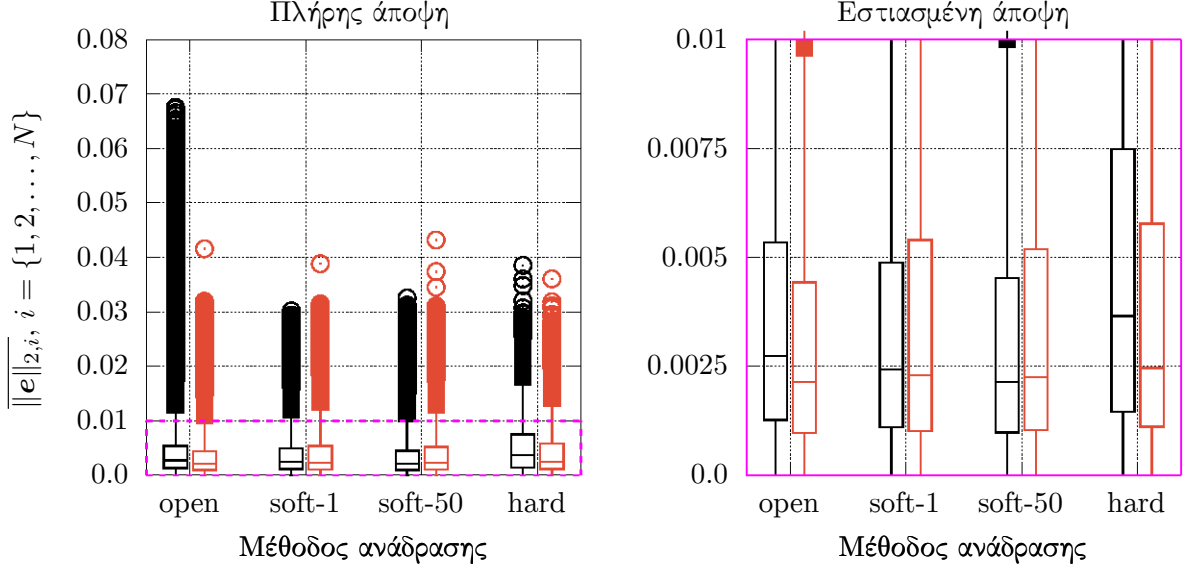 Πλήρης άποψη
0.08
0.07
0.06
0.05
0.04
0.03
0.02
0.01
0.0
‖e‖₂,ᵢ, i = {1, 2, …, N}
open soft-1 soft-50 hard
Μέθοδος ανάδρασης
Εστιασμένη άποψη
0.01
0.0075
0.005
0.0025
0.0
open soft-1 soft-50 hard
Μέθοδος ανάδρασης